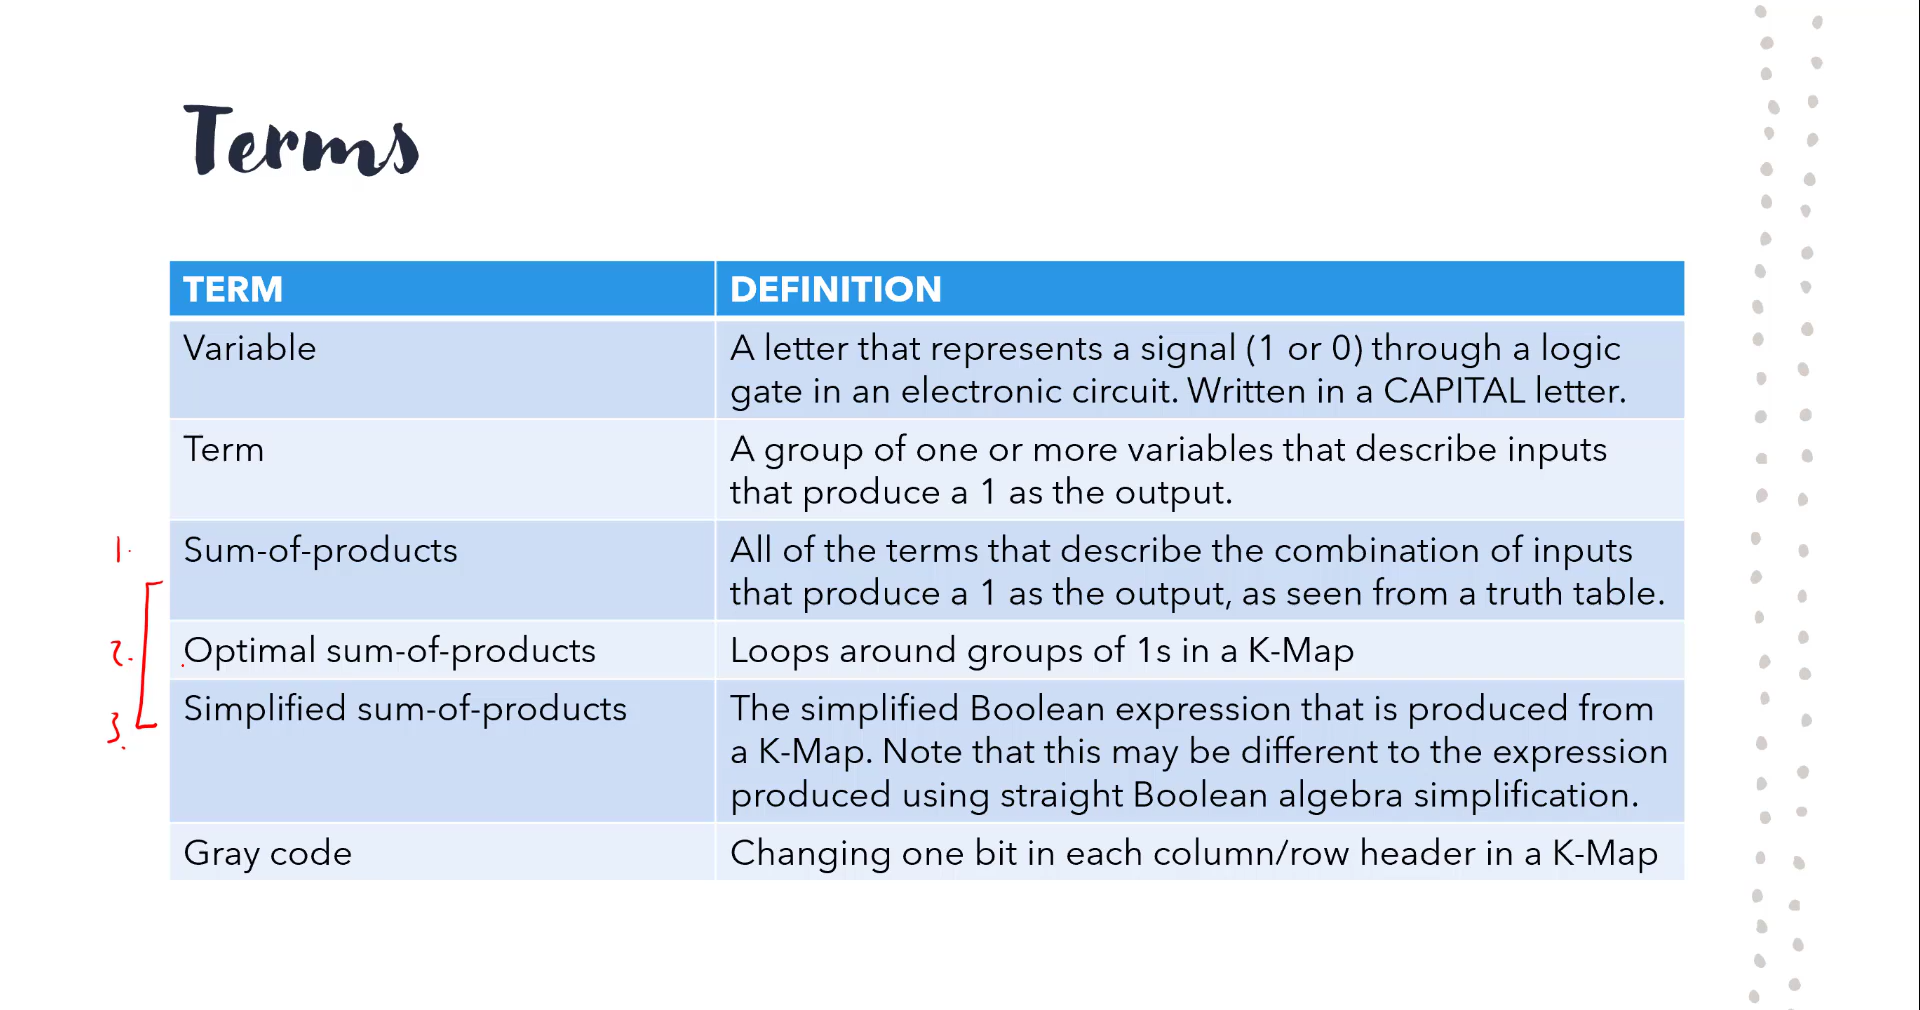 Terms
TERM DEFINITION
Variable A letter that represents a signal (1 or 0) through a logic
gate in an electronic circuit. Written in a CAPITAL letter.
Term A group of one or more variables that describe inputs
that produce a 1 as the output.
1. Sum-of-products All of the terms that describe the combination of inputs
that produce a 1 as the output, as seen from a truth table.
2. Optimal sum-of-products Loops around groups of 1s in a K-Map
3. Simplified sum-of-products The simplified Boolean expression that is produced from
a K-Map. Note that this may be different to the expression
produced using straight Boolean algebra simplification.
Gray code Changing one bit in each column/row header in a K-Map